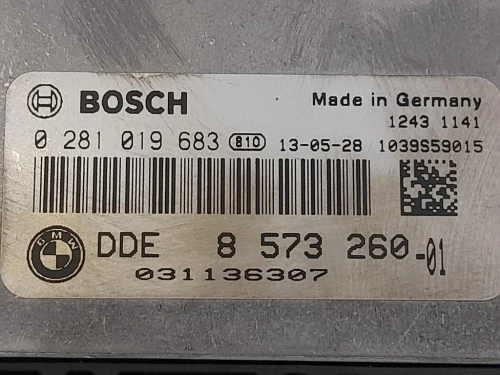 BOSCH Made in Germany
1243 1141
0 281 019 683 810 13-05-28 1039S59015
BMW DDE 8 573 260-01
031136307